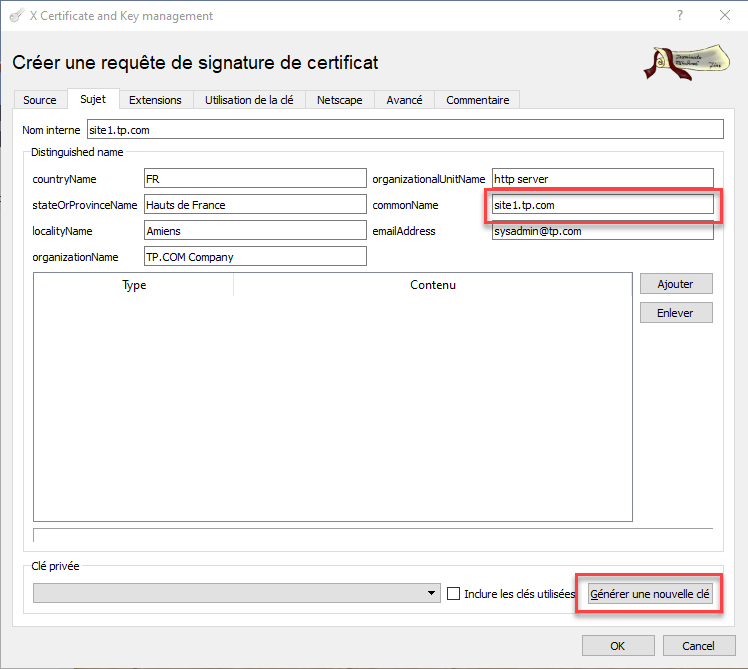 X Certificate and Key management
?
Créer une requête de signature de certificat
Source Sujet Extensions Utilisation de la clé Netscape Avancé Commentaire
Nom interne site1.tp.com
Distinguished name
countryName FR organizationalUnitName http server
stateOrProvinceName Hauts de France commonName site1.tp.com
localityName Amiens emailAddress sysadmin@tp.com
organizationName TP.COM Company
Type Contenu Ajouter
Enlever
Clé privée
Inclure les clés utilisées Générer une nouvelle clé
OK Cancel